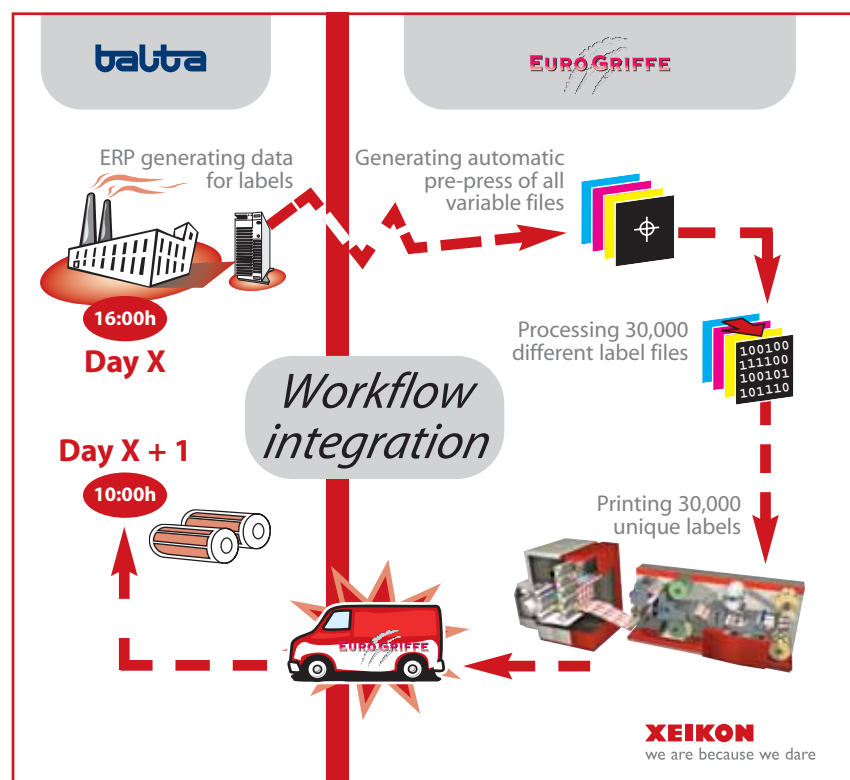 balta
EURO GRIFFE
ERP generating data
for labels
Generating automatic
pre-press of all
variable files
16:00h
Day X
Processing 30,000
different label files
100100
111100
100101
101110
Workflow
integration
Day X + 1
10:00h
Printing 30,000
unique labels
EURO GRIFFE
XEIKON
we are because we dare